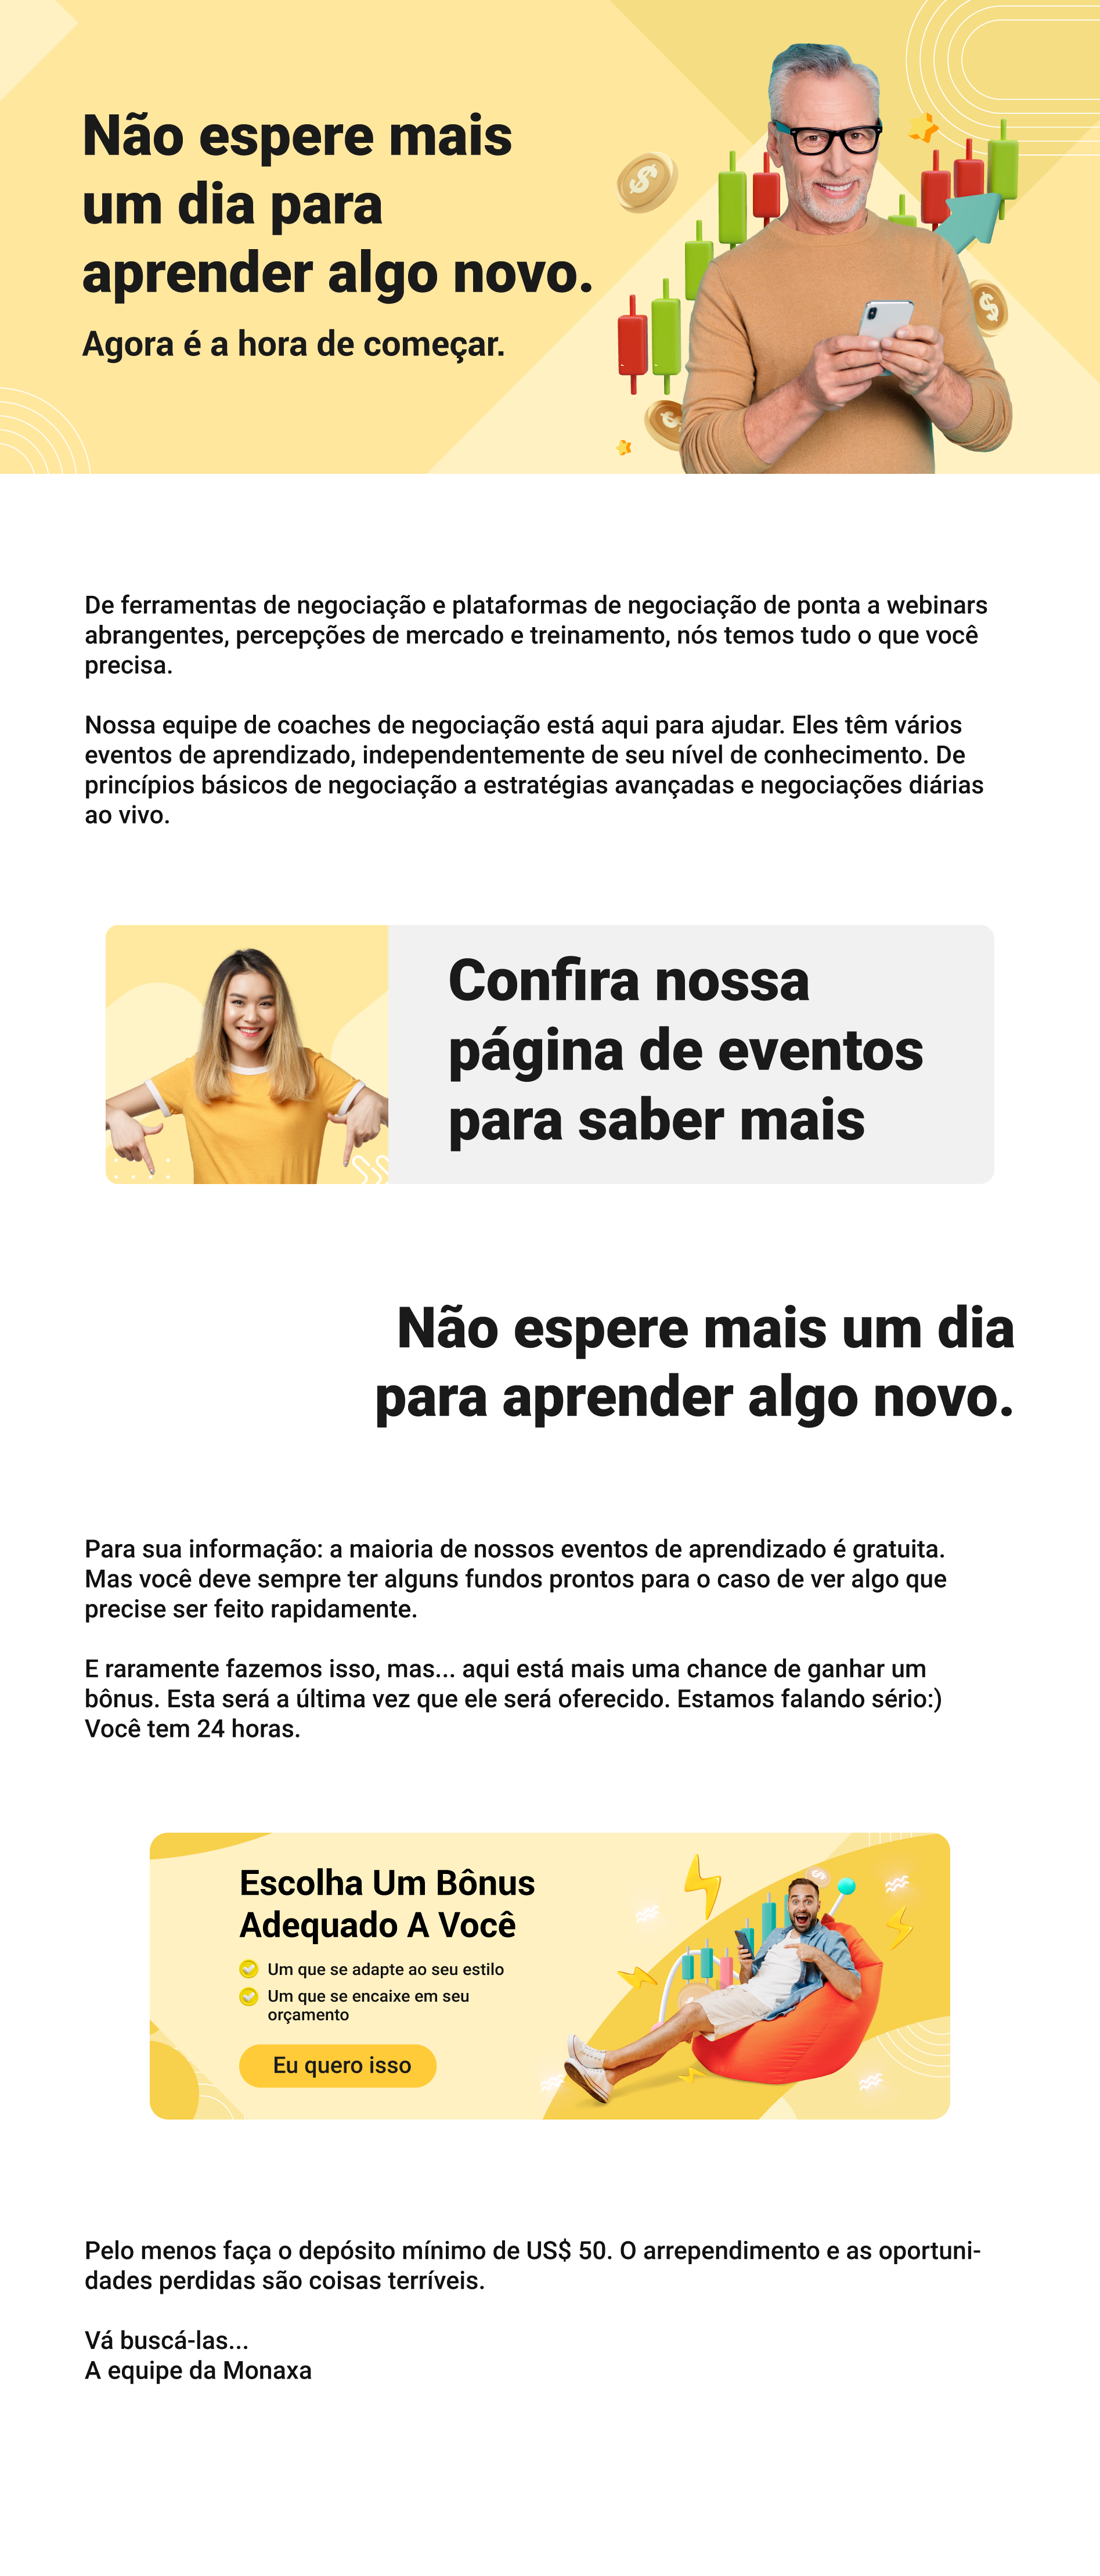 Não espere mais
um dia para
aprender algo novo.
Agora é a hora de começar.
De ferramentas de negociação e plataformas de negociação de ponta a webinars
abrangentes, percepções de mercado e treinamento, nós temos tudo o que você
precisa.
Nossa equipe de coaches de negociação está aqui para ajudar. Eles têm vários
eventos de aprendizado, independentemente de seu nível de conhecimento. De
princípios básicos de negociação a estratégias avançadas e negociações diárias
ao vivo.
Confira nossa
página de eventos
para saber mais
Não espere mais um dia
para aprender algo novo.
Para sua informação: a maioria de nossos eventos de aprendizado é gratuita.
Mas você deve sempre ter alguns fundos prontos para o caso de ver algo que
precise ser feito rapidamente.
E raramente fazemos isso, mas... aqui está mais uma chance de ganhar um
bônus. Esta será a última vez que ele será oferecido. Estamos falando sério:)
Você tem 24 horas.
Escolha Um Bônus
Adequado A Você
Um que se adapte ao seu estilo
Um que se encaixe em seu
orçamento
Eu quero isso
Pelo menos faça o depósito mínimo de US$ 50. O arrependimento e as oportuni-
dades perdidas são coisas terríveis.
Vá buscá-las...
A equipe da Monaxa